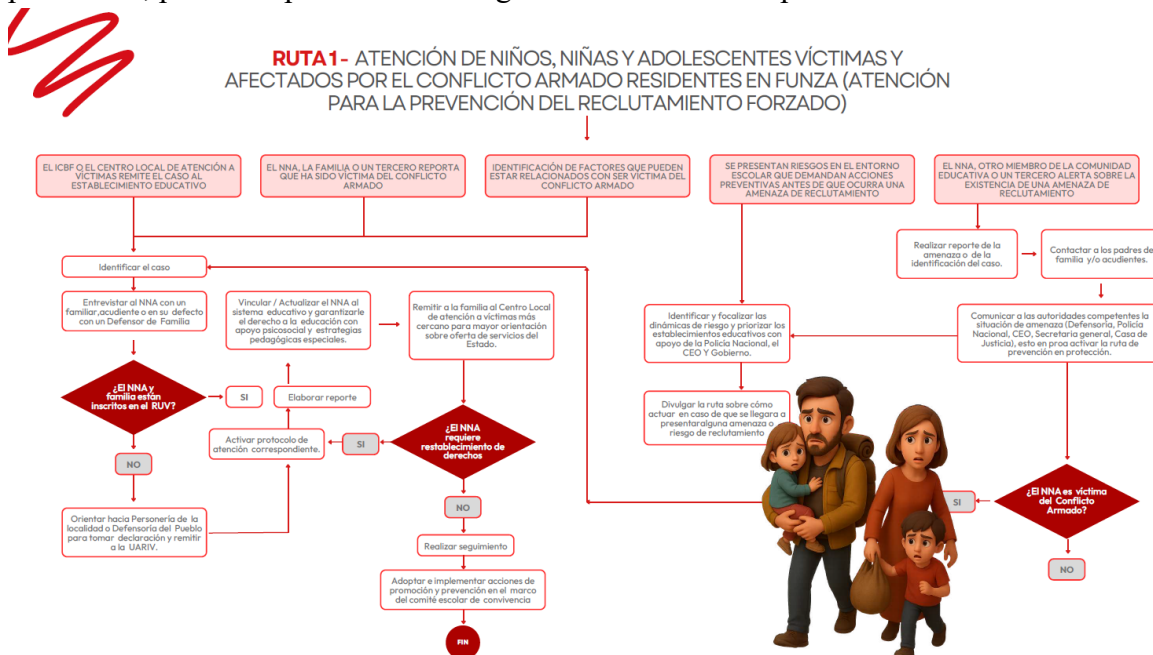 RUTA 1- ATENCIÓN DE NIÑOS, NIÑAS Y ADOLESCENTES VÍCTIMAS Y
AFECTADOS POR EL CONFLICTO ARMADO RESIDENTES EN FUNZA (ATENCIÓN
PARA LA PREVENCIÓN DEL RECLUTAMIENTO FORZADO)
EL ICBF O EL CENTRO LOCAL DE ATENCIÓN A
VÍCTIMAS REMITE EL CASO AL
ESTABLECIMIENTO EDUCATIVO
EL NNA, LA FAMILIA O UN TERCERO REPORTA
QUE HA SIDO VÍCTIMA DEL CONFLICTO
ARMADO
IDENTIFICACIÓN DE FACTORES QUE PUEDEN
ESTAR RELACIONADOS CON SER VÍCTIMA DEL
CONFLICTO ARMADO
SE PRESENTAN RIESGOS EN EL ENTORNO
ESCOLAR QUE DEMANDAN ACCIONES
PREVENTIVAS ANTES DE QUE OCURRA UNA
AMENAZA DE RECLUTAMIENTO
EL NNA, OTRO MIEMBRO DE LA COMUNIDAD
EDUCATIVA O UN TERCERO ALERTA SOBRE LA
EXISTENCIA DE UNA AMENAZA DE
RECLUTAMIENTO
Identificar el caso
Entrevistar al NNA con un
familiar,acudiente o en su defecto
con un Defensor de Familia
¿El NNA y
familia están
inscritos en el RUV?
SI
NO
Orientar hacia Personería de la
localidad o Defensoría del Pueblo
para tomar declaración y remitir
a la UARIV.
Vincular / Actualizar el NNA al
sistema educativo y garantizarle
el derecho a la educación con
apoyo psicosocial y estrategias
pedagógicas especiales.
Elaborar reporte
Activar protocolo de
atención correspondiente.
Remitir a la familia al Centro Local
de atención a víctimas más
cercano para mayor orientación
sobre oferta de servicios del
Estado.
¿El NNA
requiere
restablecimiento de
derechos
SI
NO
Realizar seguimiento
Adoptar e implementar acciones de
promoción y prevención en el marco
del comité escolar de convivencia
FIN
Identificar y focalizar las
dinámicas de riesgo y priorizar los
establecimientos educativos con
apoyo de la Policía Nacional, el
CEO Y Gobierno.
Divulgar la ruta sobre cómo
actuar en caso de que se llegara a
presentaralguna amenaza o
riesgo de reclutamiento
Realizar reporte de la
amenaza o de la
identificación del caso.
Contactar a los padres de
familia y/o acudientes.
Comunicar a las autoridades competentes la
situación de amenaza (Defensoría, Policía
Nacional, CEO, Secretaria general, Casa de
Justicia), esto en proa activar la ruta de
prevención en protección.
¿El NNA es víctima
del Conflicto
Armado?
SI
NO